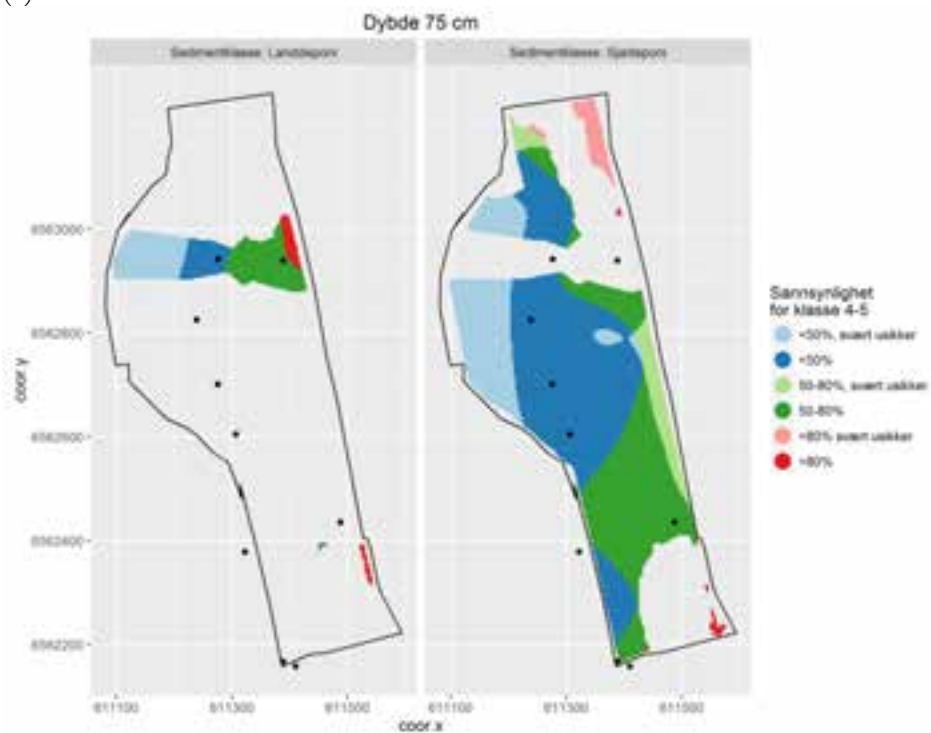 Dybde 75 cm
Sedimentklasse: Landdeponi
Sedimentklasse: Sjødeponi
6563000
6562800
6562600
6562400
6562200
coor.y
611100
611300
611500
611100
611300
611500
coor.x
Sannsynlighet
for klasse 4-5
<50%, svært usikker
<50%
50-80%, svært usikker
50-80%
>80% svært usikker
>80%